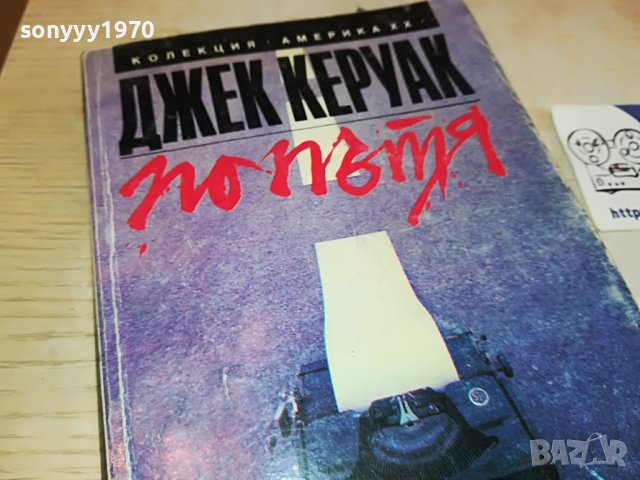 sonyyy1970
КОЛЕКЦИЯ · АМЕРИКА XX.
ДЖЕК КЕРУАК
по пътя
http
BAZAR